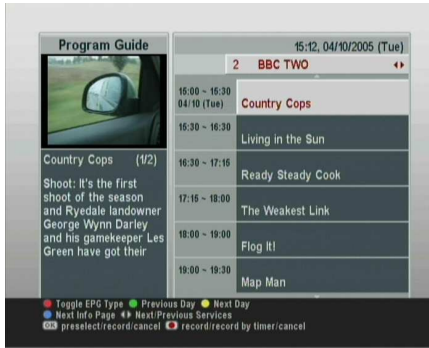 Program Guide
15:12, 04/10/2005 (Tue)
2 BBC TWO
Country Cops (1/2)
Shoot: It's the first
shoot of the season
and Ryedale landowner
George Wynn Darley
and his gamekeeper Les
Green have got their
15:00 ~ 15:30
04/10 (Tue)
Country Cops
15:30 ~ 16:30
Living in the Sun
16:30 ~ 17:15
Ready Steady Cook
17:15 ~ 18:00
The Weakest Link
18:00 ~ 19:00
Flog It!
19:00 ~ 19:30
Map Man
Toggle EPG Type Previous Day Next Day
Next Info Page Next/Previous Services
OK preselect/record/cancel record/record by timer/cancel